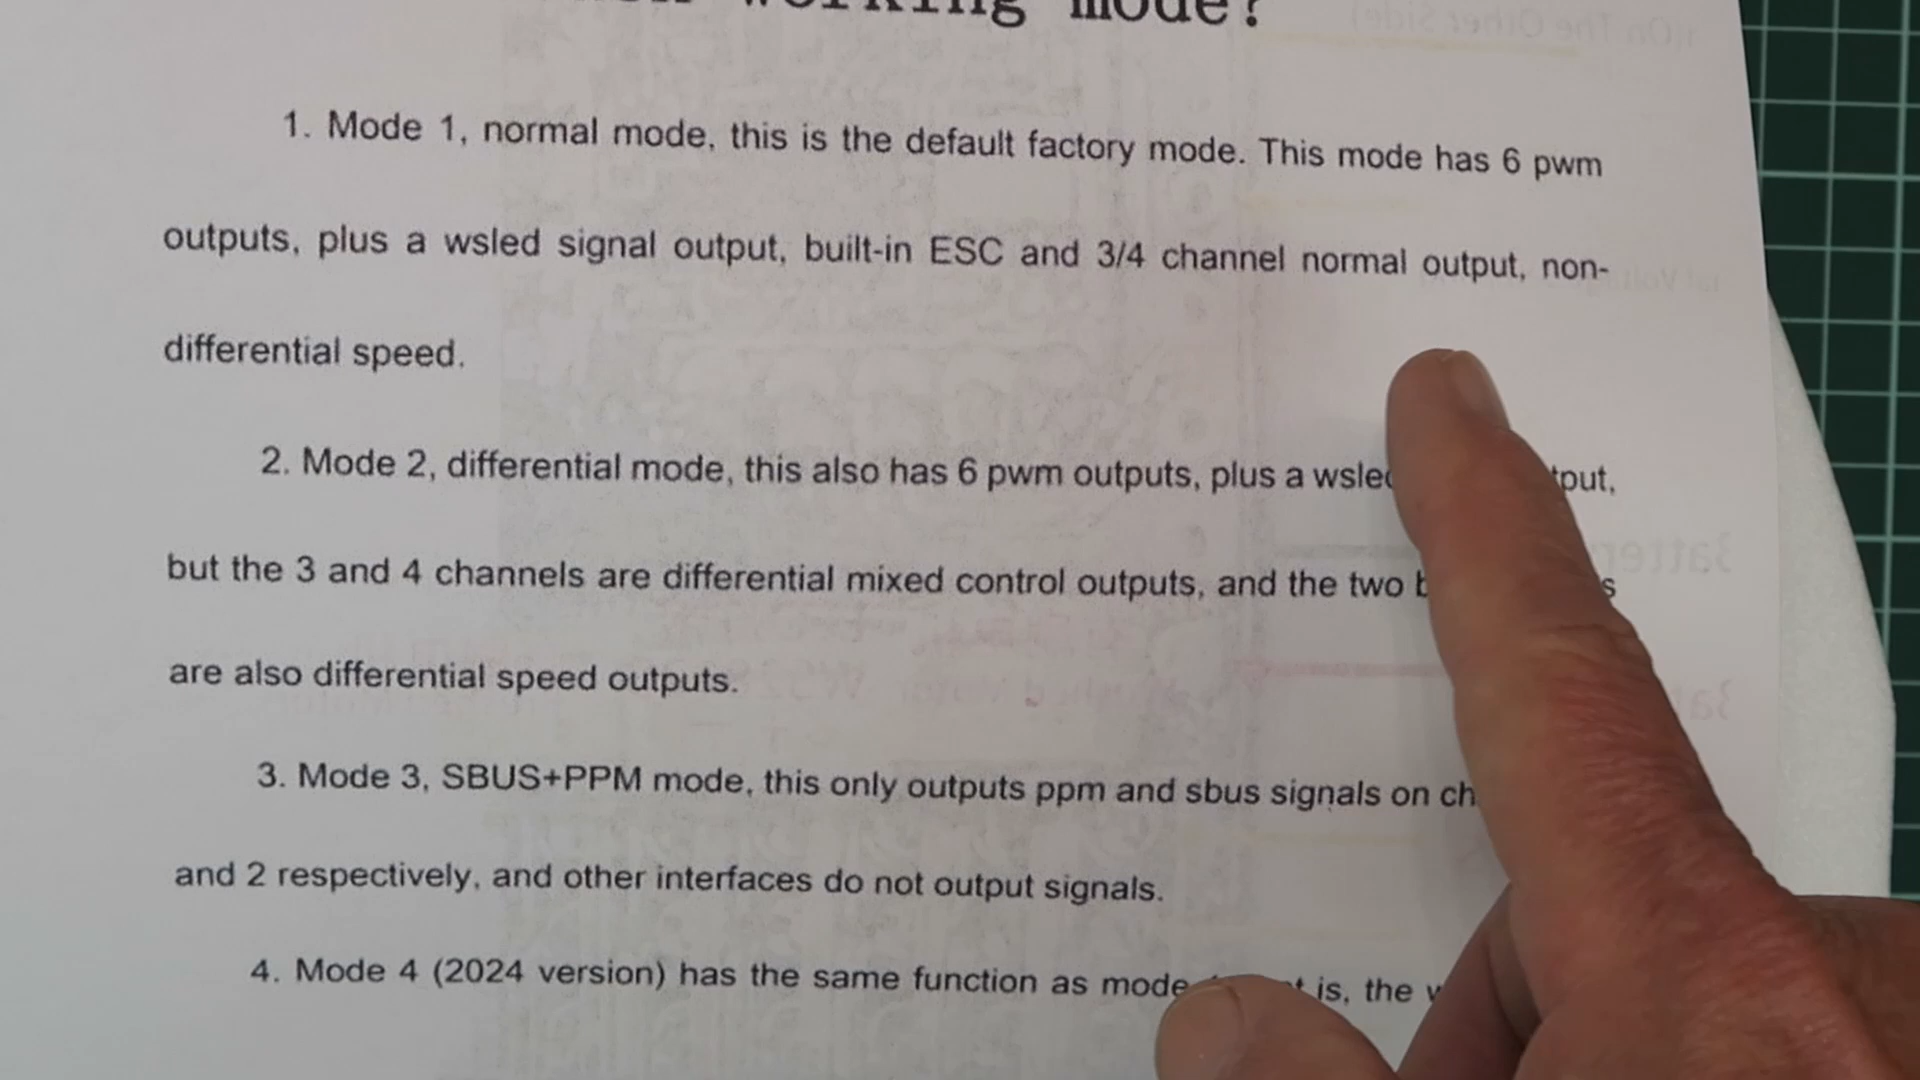 working mode?
1. Mode 1, normal mode, this is the default factory mode. This mode has 6 pwm
outputs, plus a wsled signal output, built-in ESC and 3/4 channel normal output, non-
differential speed.
2. Mode 2, differential mode, this also has 6 pwm outputs, plus a
but the 3 and 4 channels are differential mixed control outputs, and the two
are also differential speed outputs.
3. Mode 3, SBUS+PPM mode, this only outputs ppm and sbus signals on
and 2 respectively, and other interfaces do not output signals.
4. Mode 4 (2024 version) has the same function as mode is, the